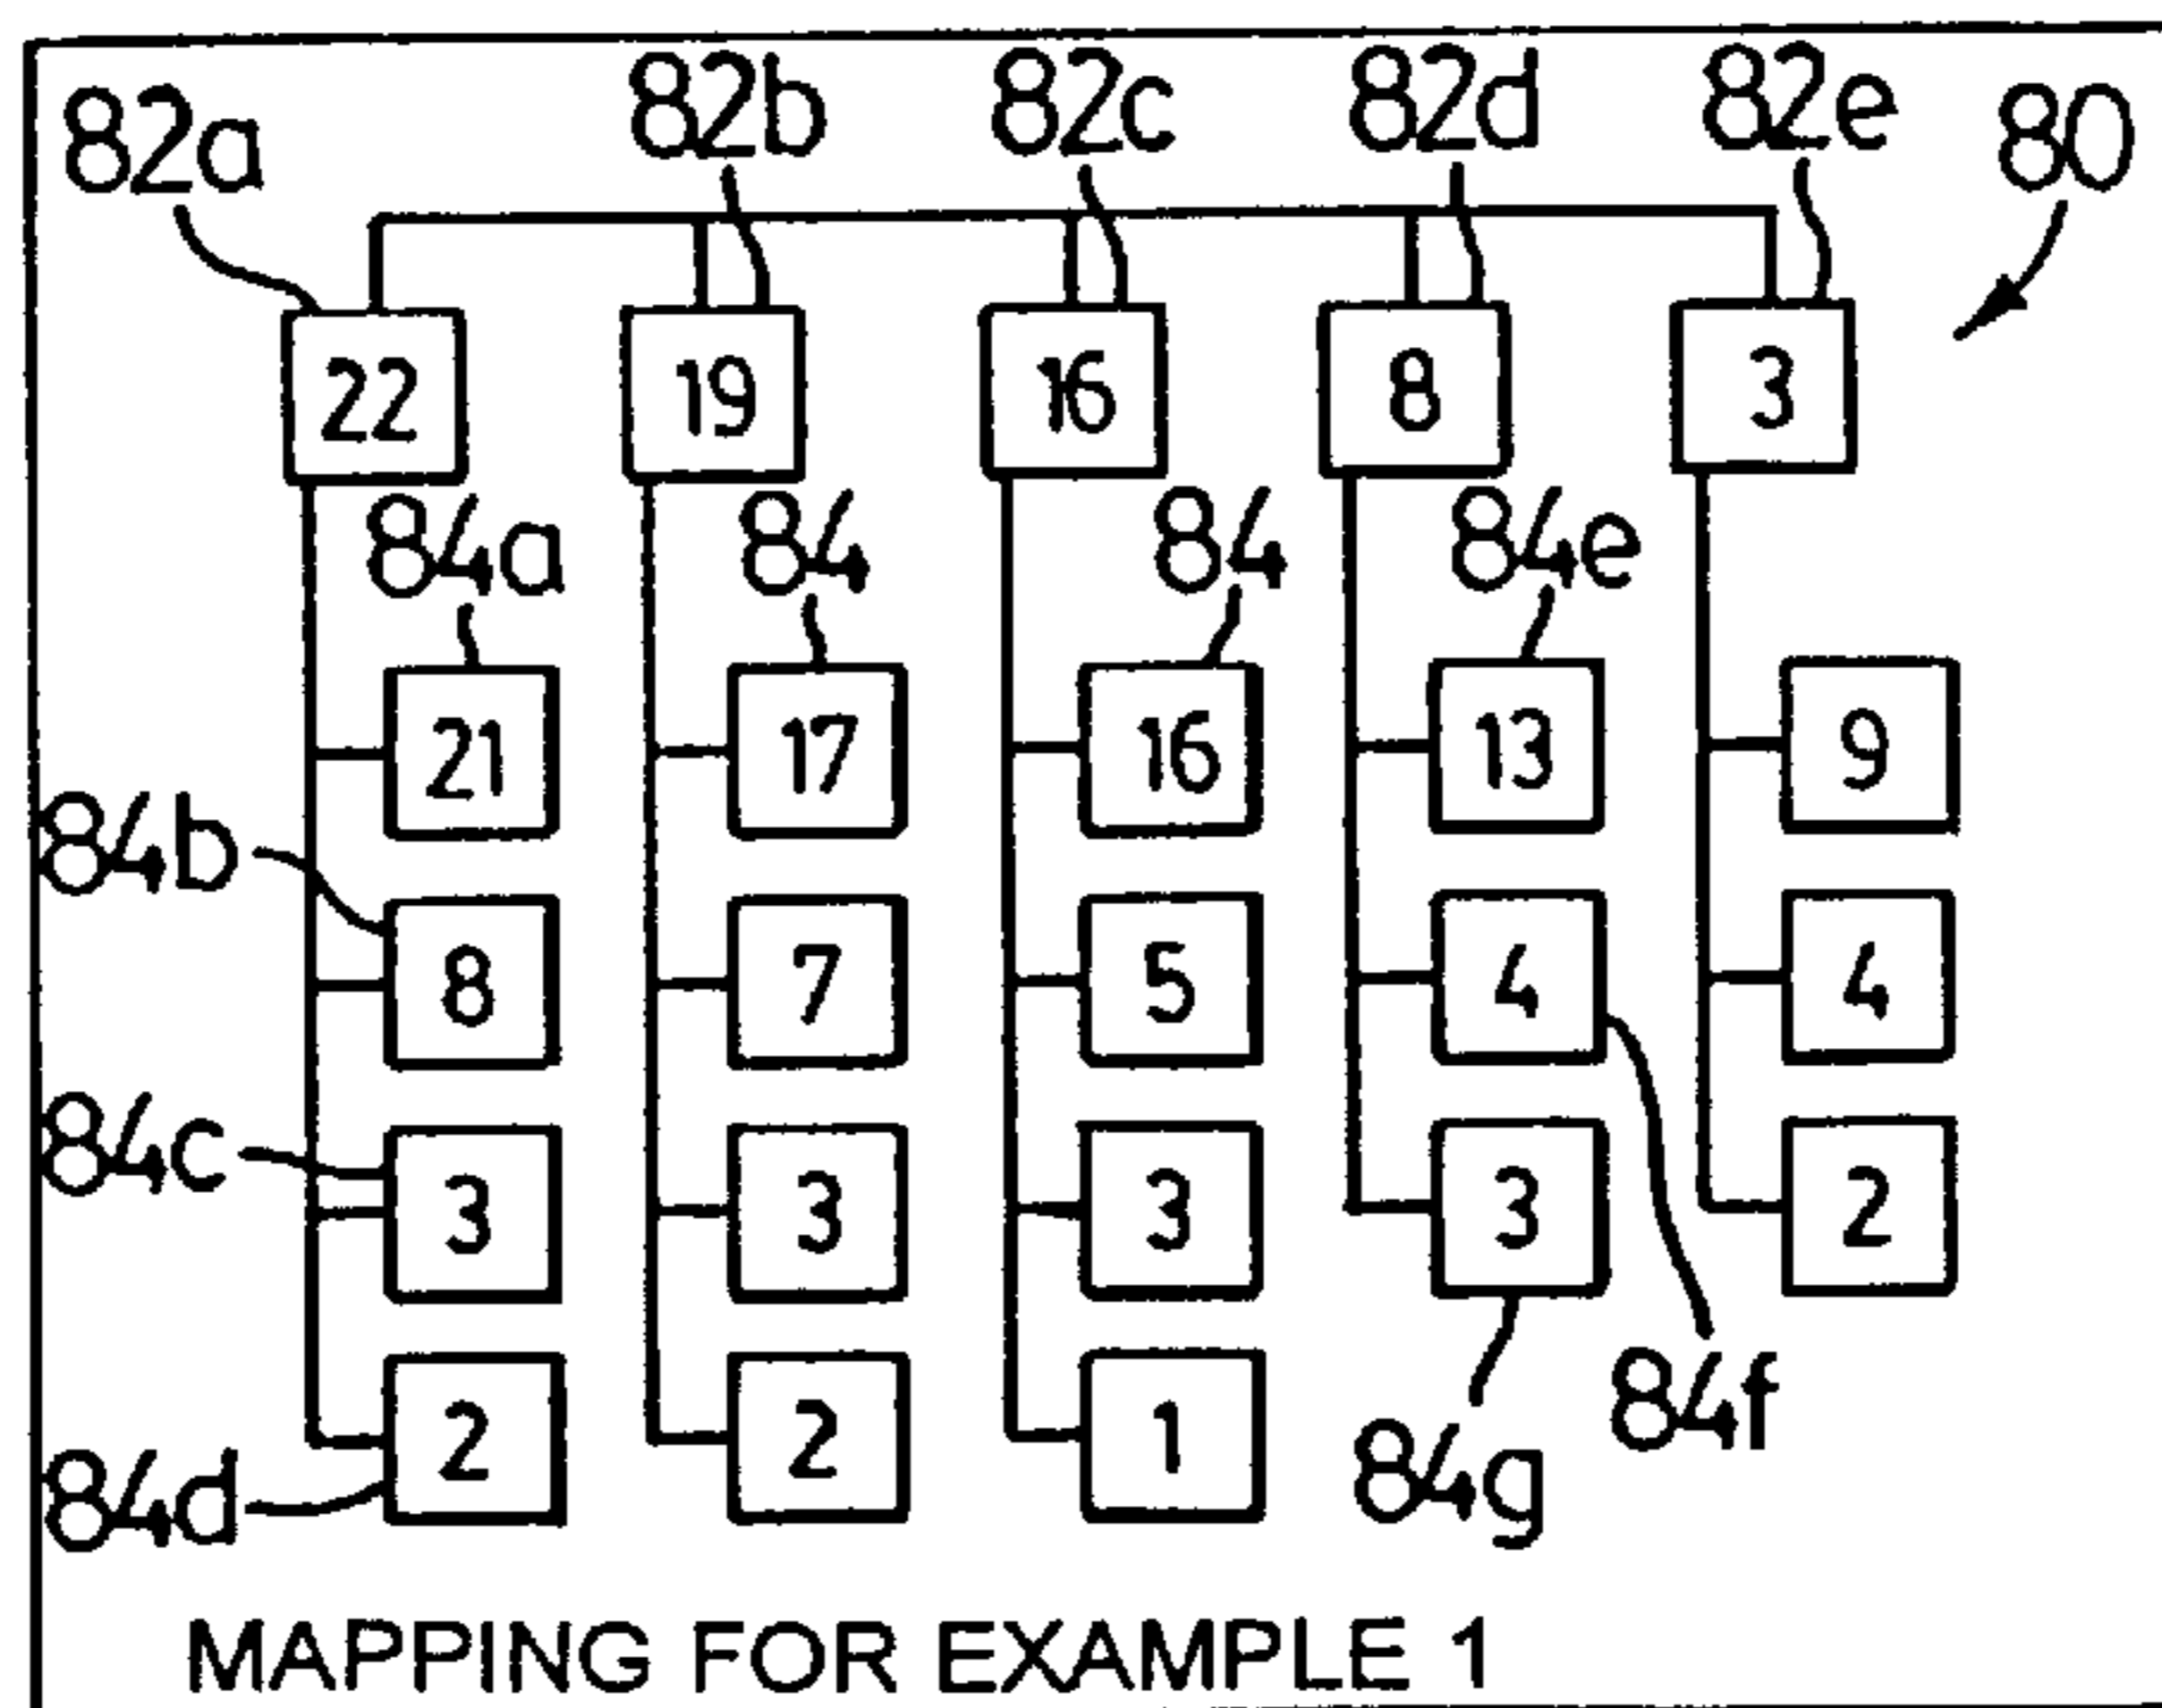 82a 82b 82c 82d 82e 80
22 19 16 8 3
84a 84 84 84e
21 17 16 13 9
84b
8 7 5 4 4
84c
3 3 3 3 2
84f
2 2 1
84d 84g
MAPPING FOR EXAMPLE 1